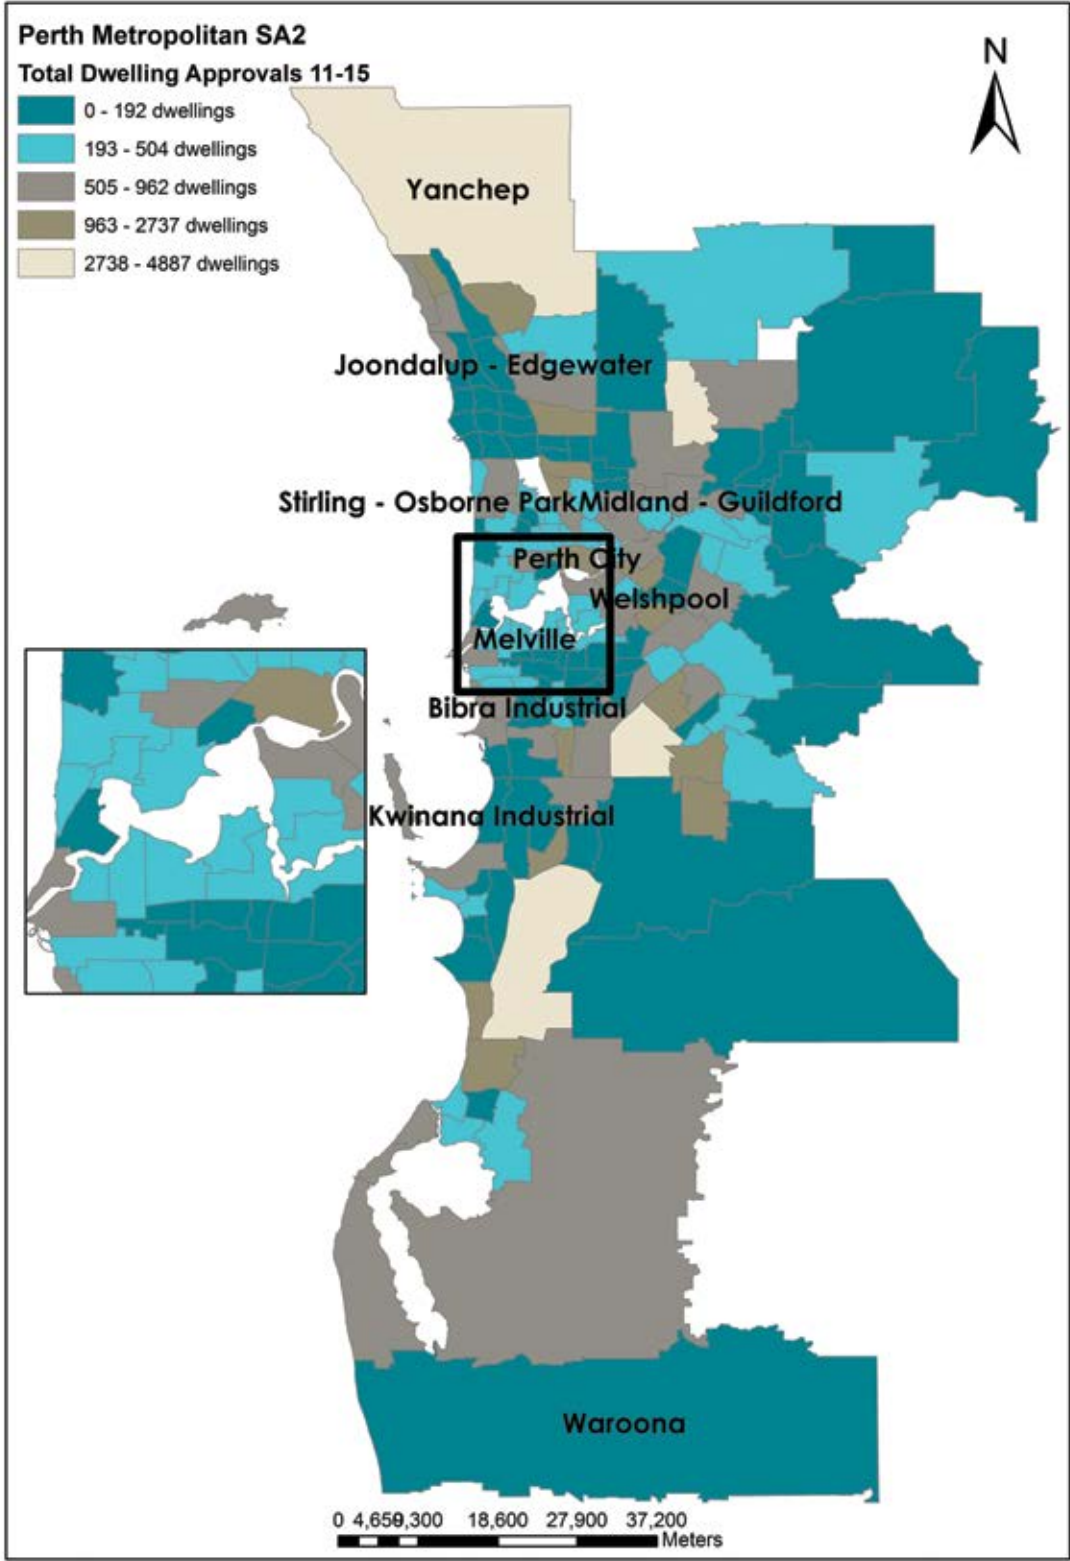 Perth Metropolitan SA2
Total Dwelling Approvals 11-15
0 - 192 dwellings
193 - 504 dwellings
505 - 962 dwellings
963 - 2737 dwellings
2738 - 4887 dwellings
N
Yanchep
Joondalup - Edgewater
Stirling - Osborne Park
Midland - Guildford
Perth City
Welshpool
Melville
Bibra Industrial
Kwinana Industrial
Waroona
0 4,650 9,300 18,600 27,900 37,200
Meters